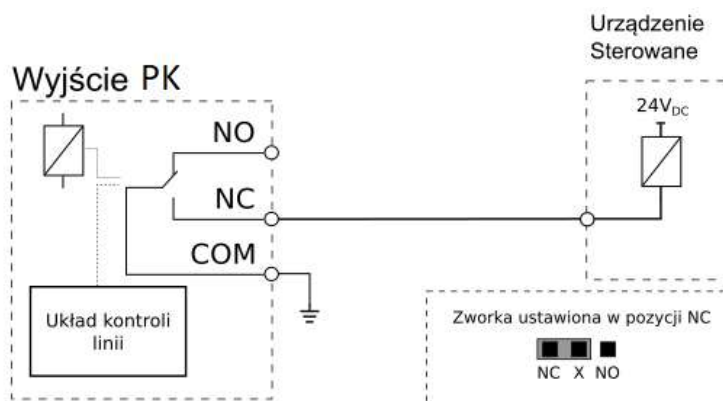 Urządzenie
Sterowane
Wyjście PK
24V_DC
NO
NC
COM
Układ kontroli
linii
Zworka ustawiona w pozycji NC
NC X NO